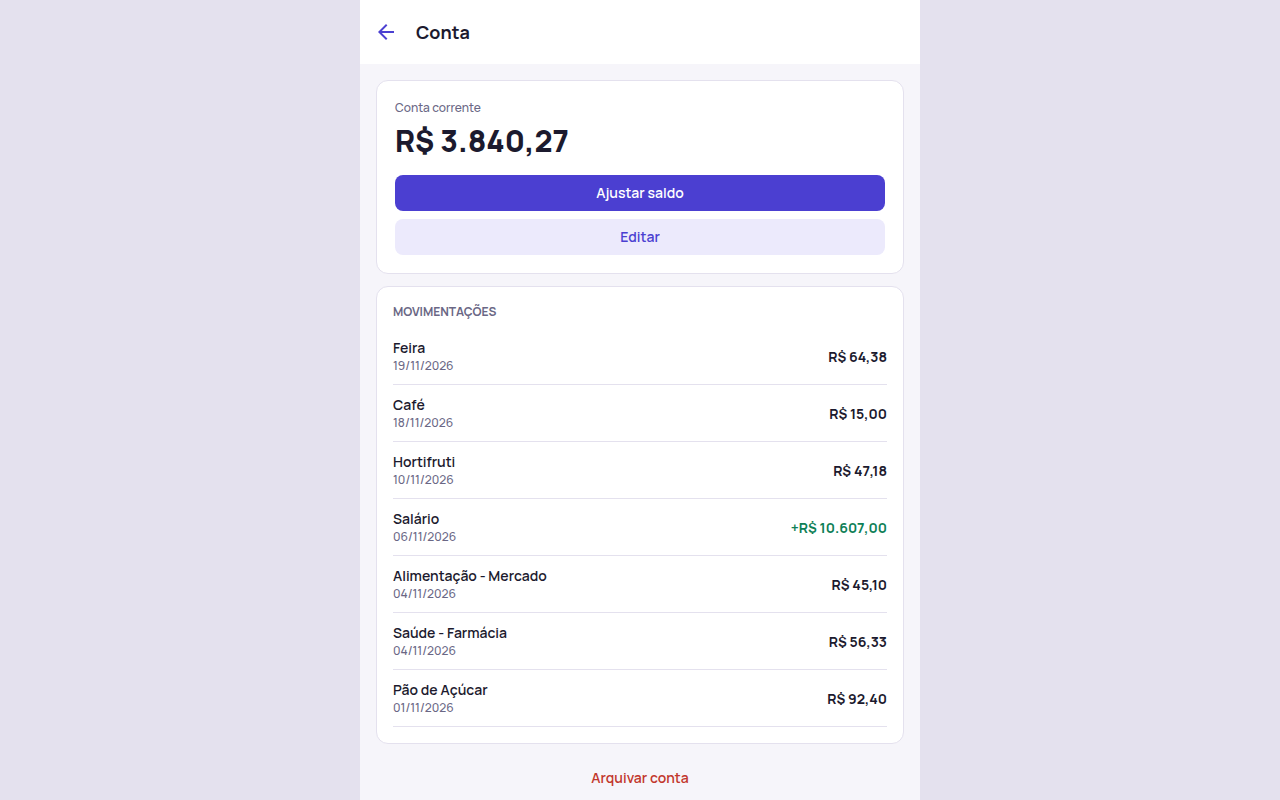 Conta
Conta corrente
R$ 3.840,27
Ajustar saldo
Editar
MOVIMENTAÇÕES
Feira
19/11/2026
R$ 64,38
Café
18/11/2026
R$ 15,00
Hortifruti
10/11/2026
R$ 47,18
Salário
06/11/2026
+R$ 10.607,00
Alimentação - Mercado
04/11/2026
R$ 45,10
Saúde - Farmácia
04/11/2026
R$ 56,33
Pão de Açúcar
01/11/2026
R$ 92,40
Arquivar conta